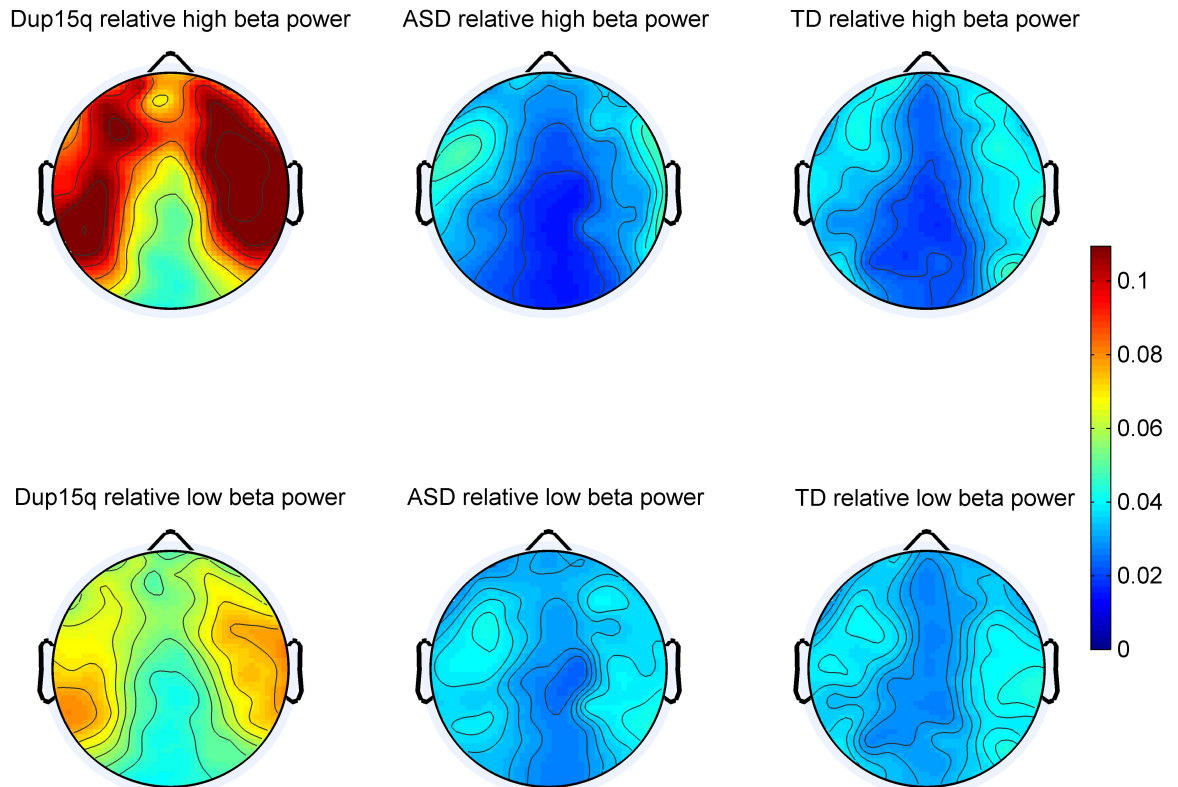 Dup15q relative high beta power
ASD relative high beta power
TD relative high beta power
0.1
0.08
0.06
0.04
0.02
0
Dup15q relative low beta power
ASD relative low beta power
TD relative low beta power